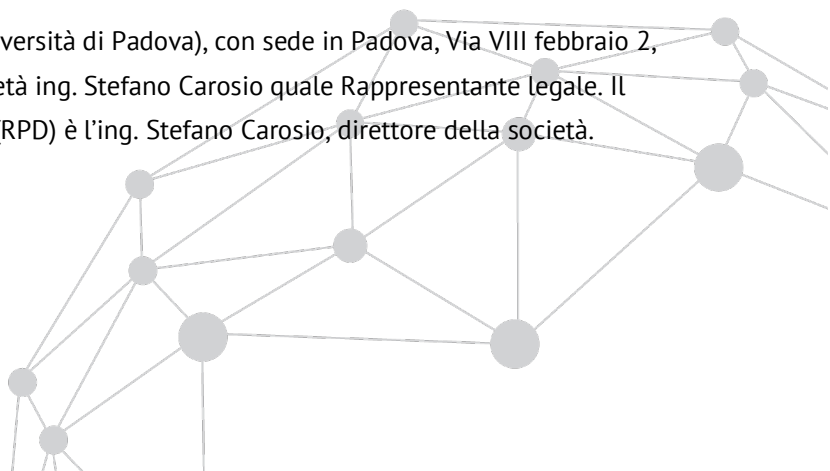 versità di Padova), con sede in Padova, Via VIII febbraio 2,
età ing. Stefano Carosio quale Rappresentante legale. Il
(RPD) è l’ing. Stefano Carosio, direttore della società.